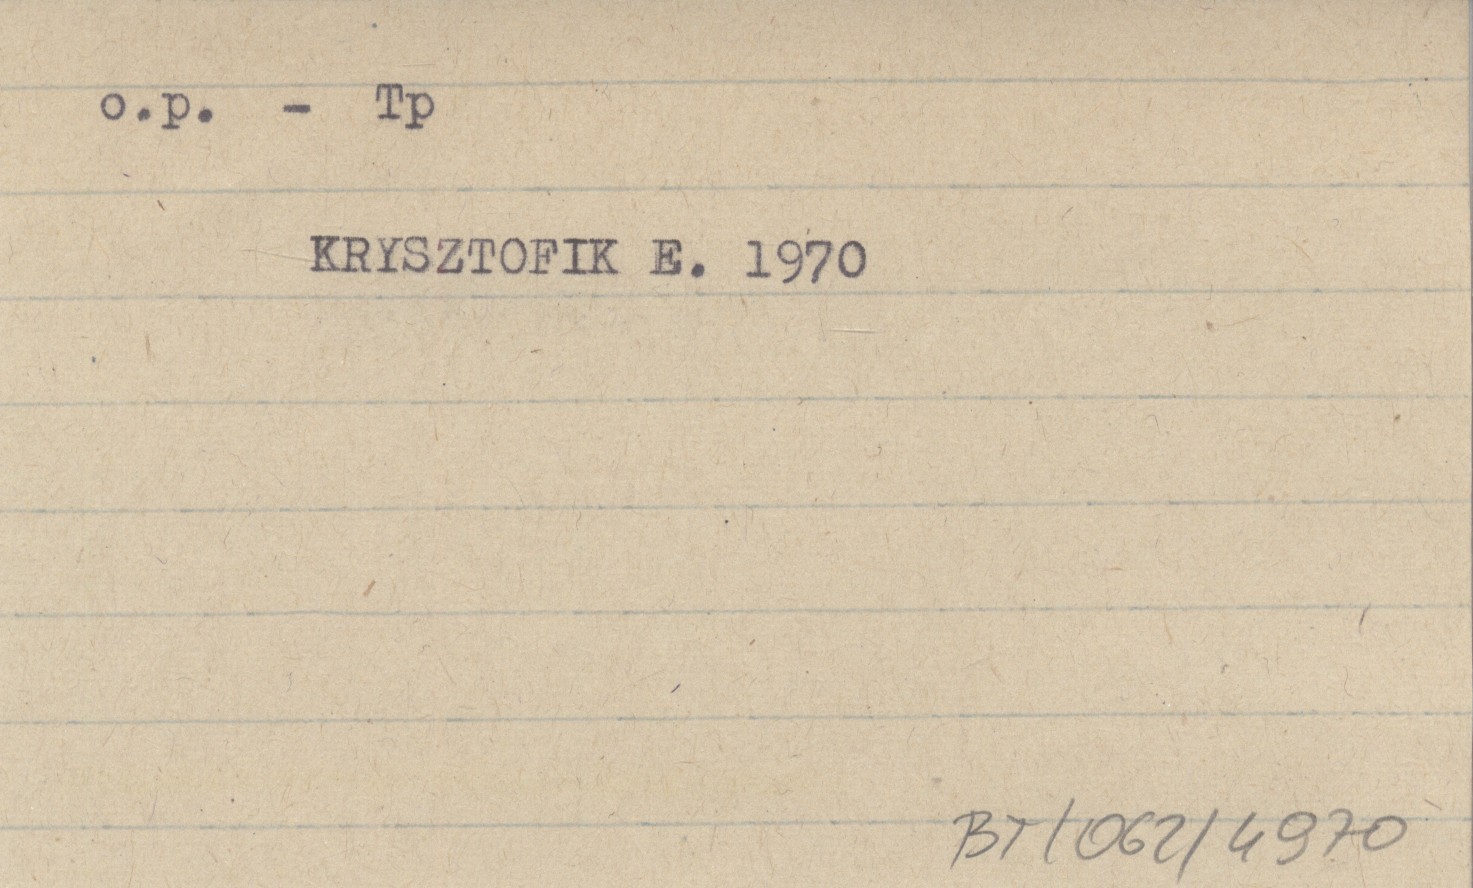 o.p. - Tp
KRYSZTOFIK E. 1970
BT/062/4970